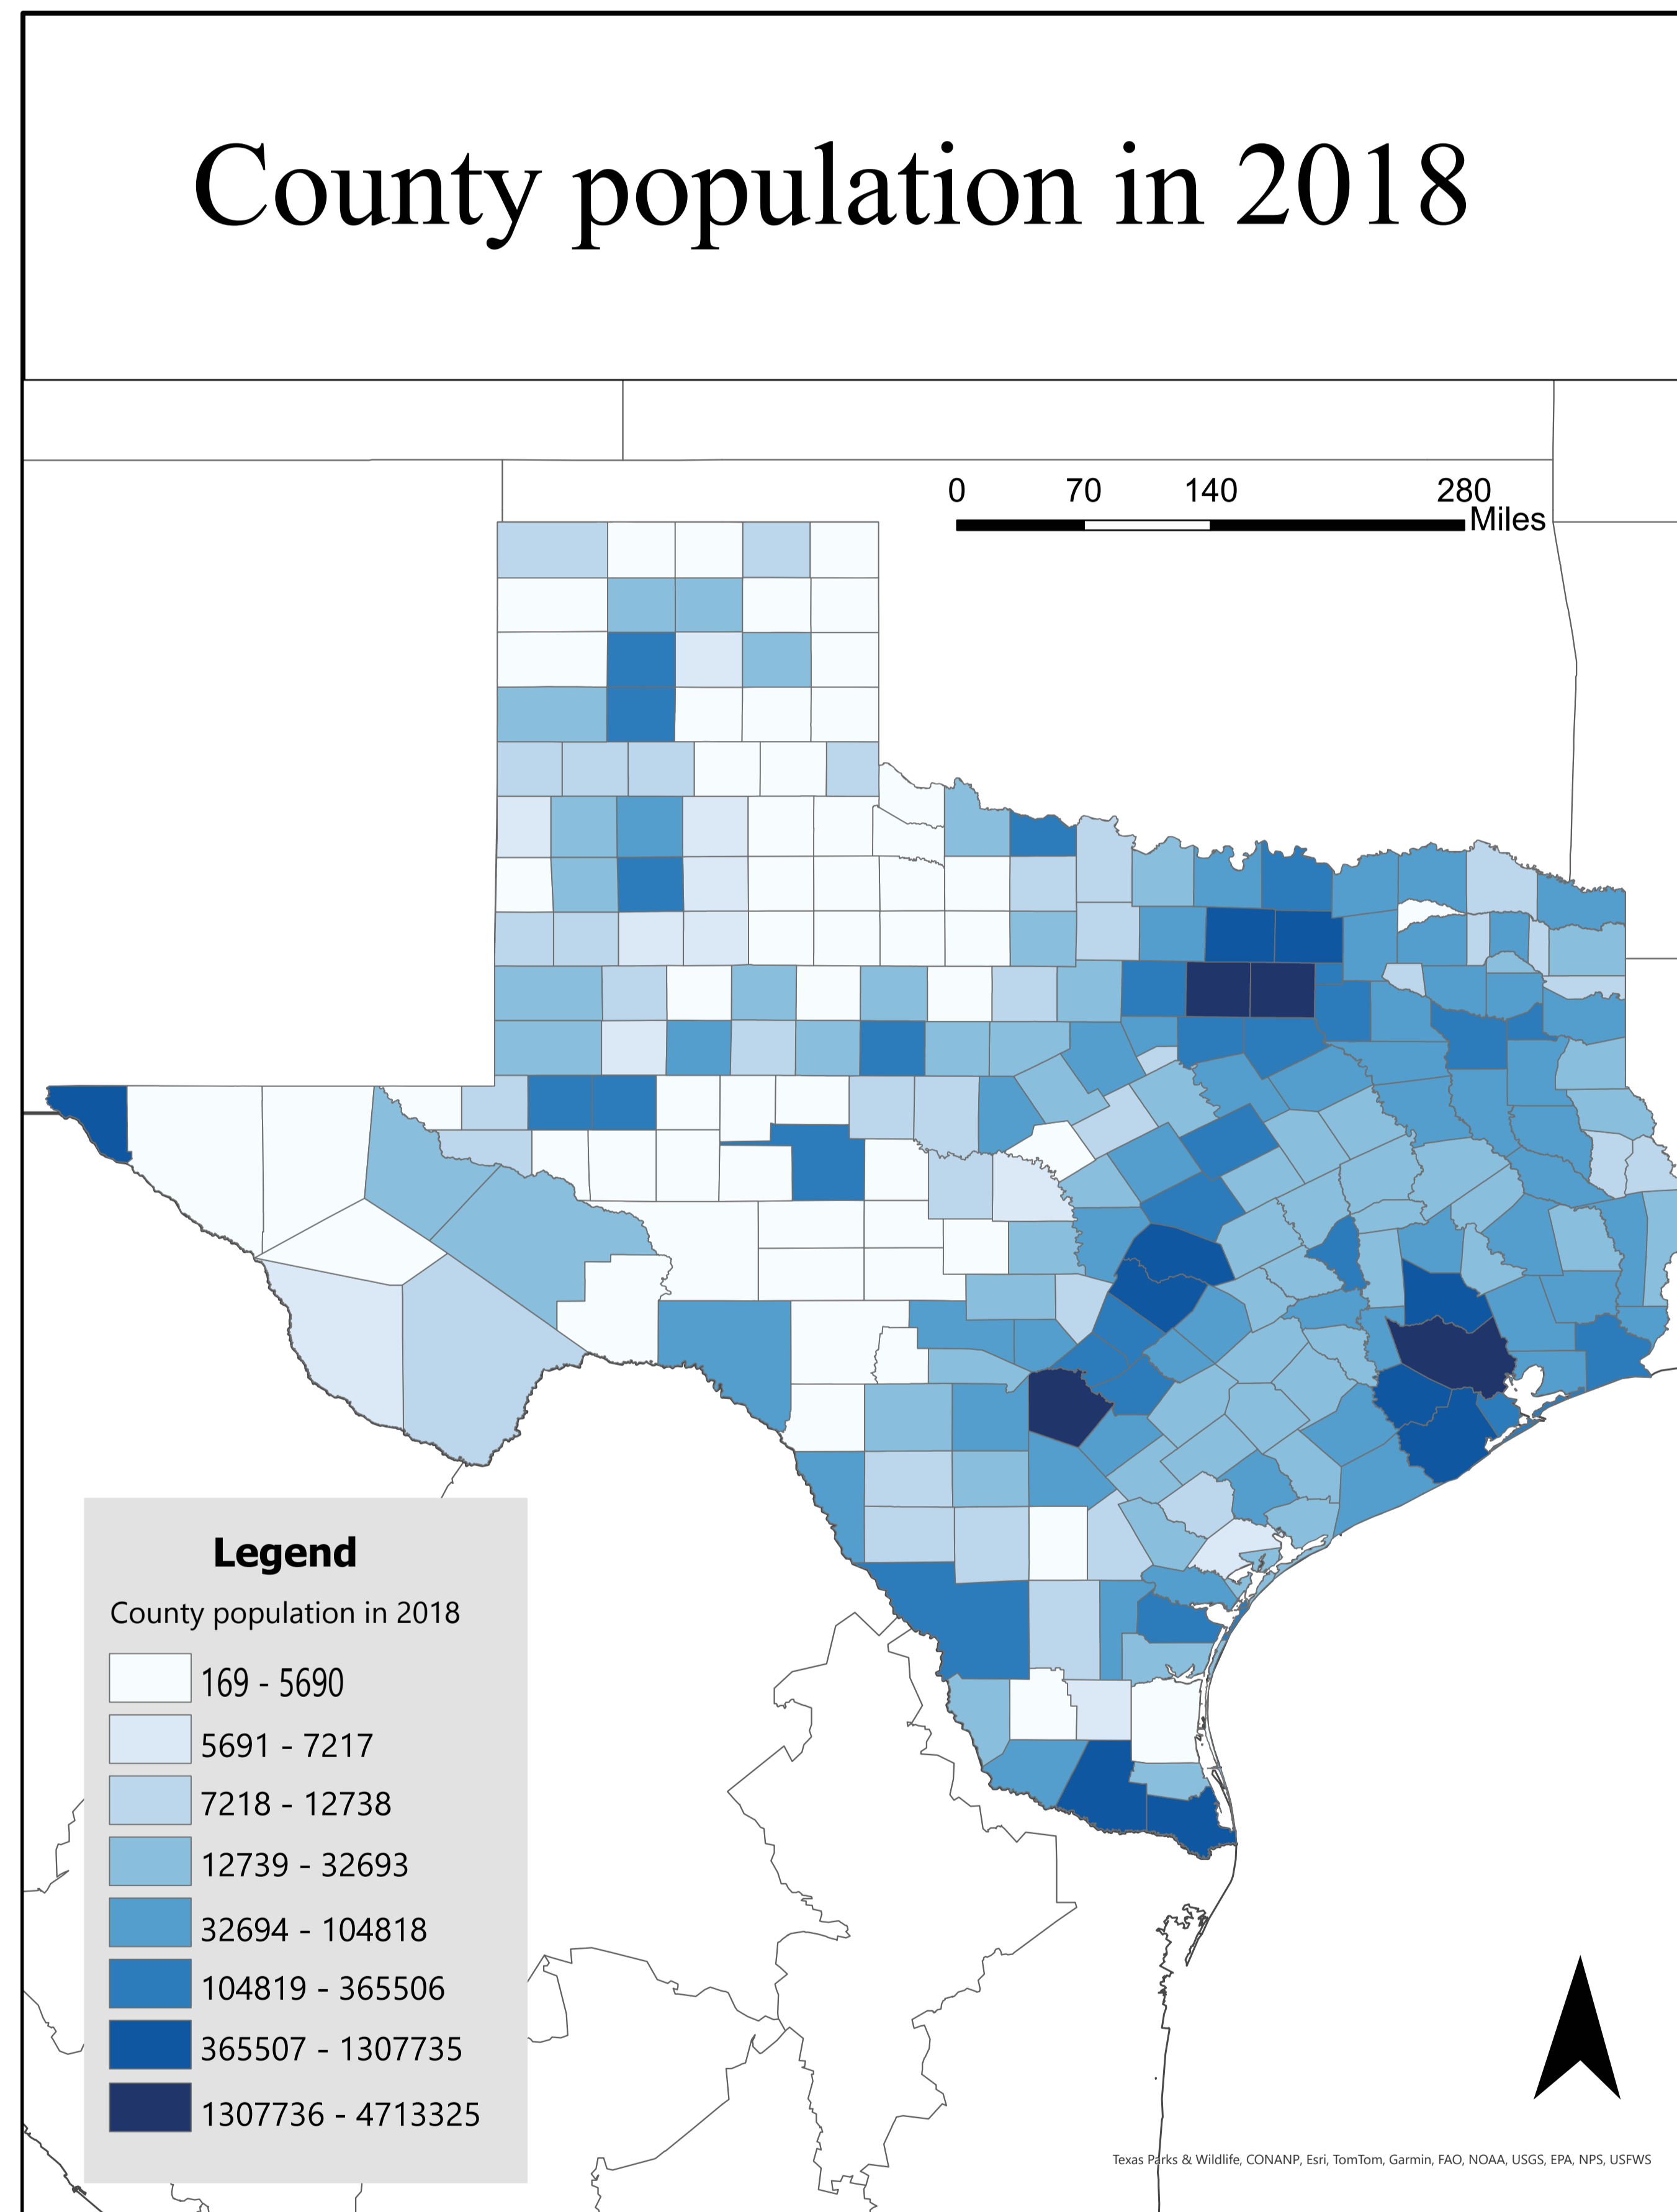 County population in 2018
0 70 140 280
Miles
Legend
County population in 2018
169 - 5690
5691 - 7217
7218 - 12738
12739 - 32693
32694 - 104818
104819 - 365506
365507 - 1307735
1307736 - 4713325
Texas Parks & Wildlife, CONANP, Esri, TomTom, Garmin, FAO, NOAA, USGS, EPA, NPS, USFWS